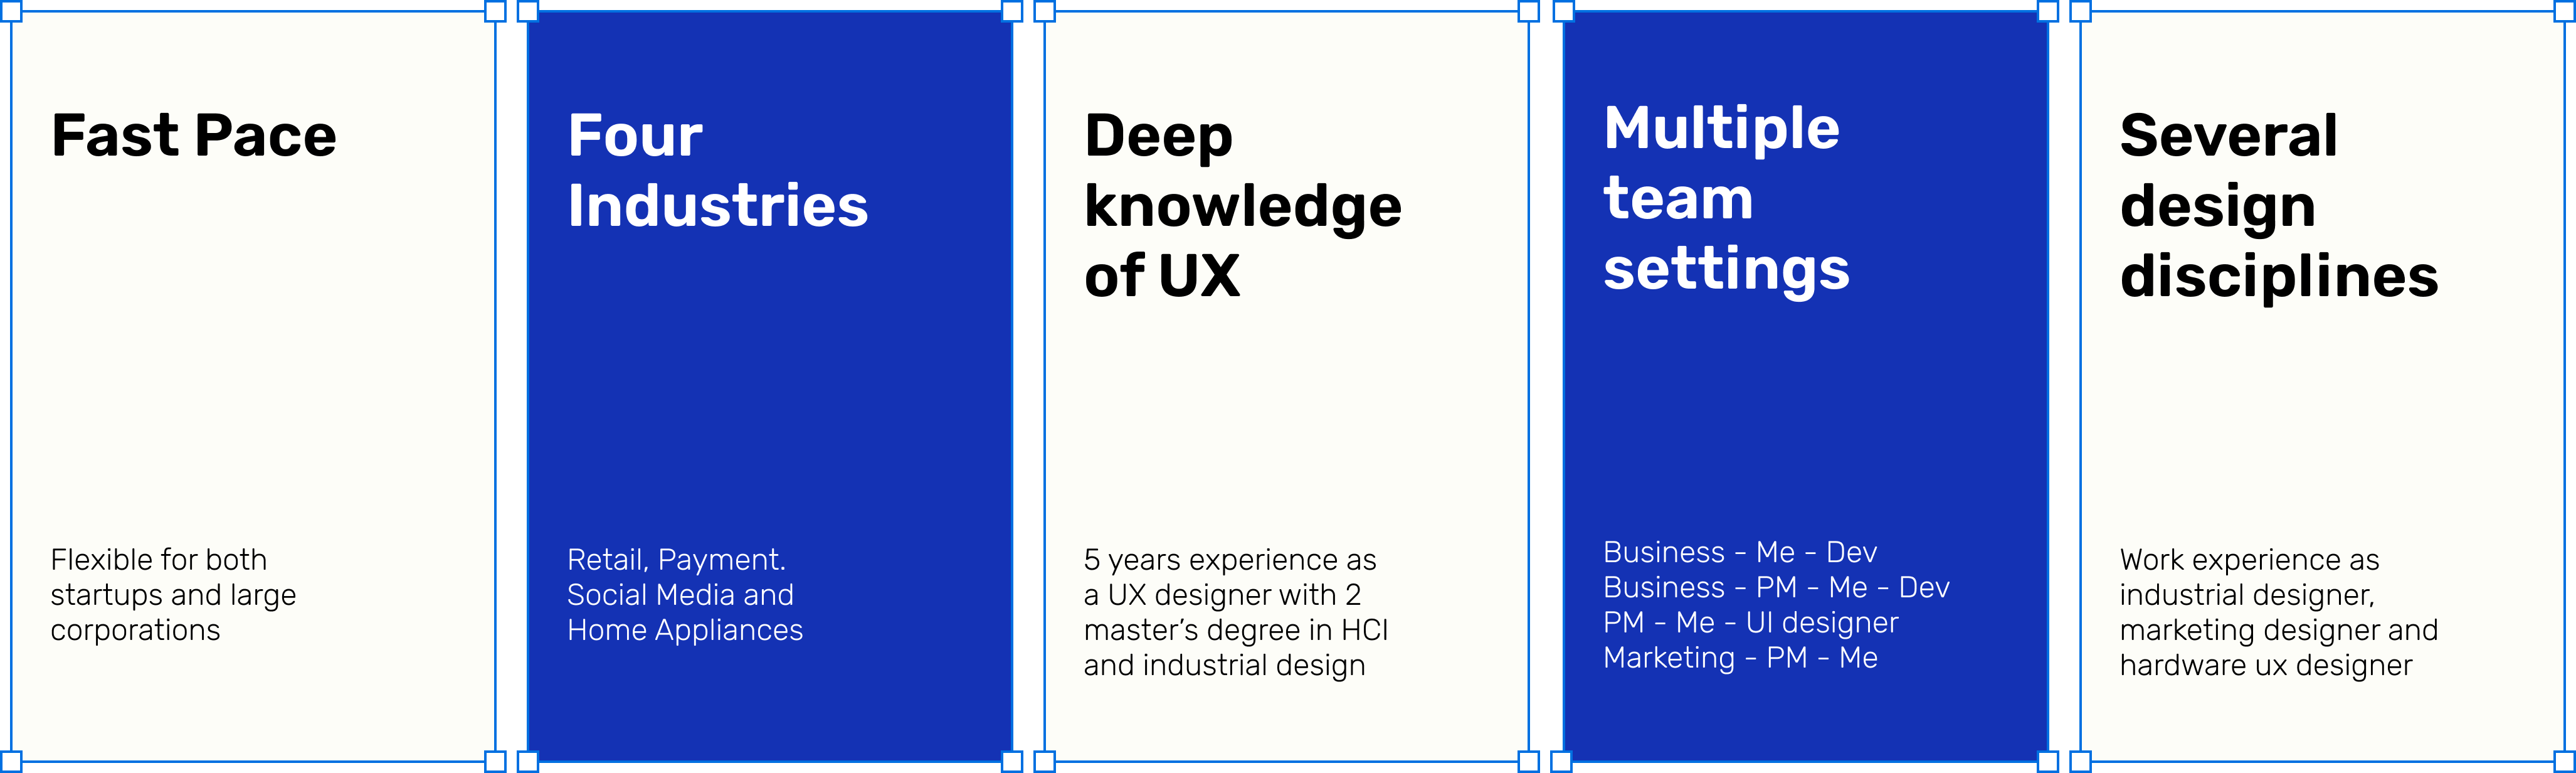 Fast Pace
Flexible for both
startups and large
corporations
Four
Industries
Retail, Payment.
Social Media and
Home Appliances
Deep
knowledge
of UX
5 years experience as
a UX designer with 2
master’s degree in HCI
and industrial design
Multiple
team
settings
Business - Me - Dev
Business - PM - Me - Dev
PM - Me - UI designer
Marketing - PM - Me
Several
design
disciplines
Work experience as
industrial designer,
marketing designer and
hardware ux designer